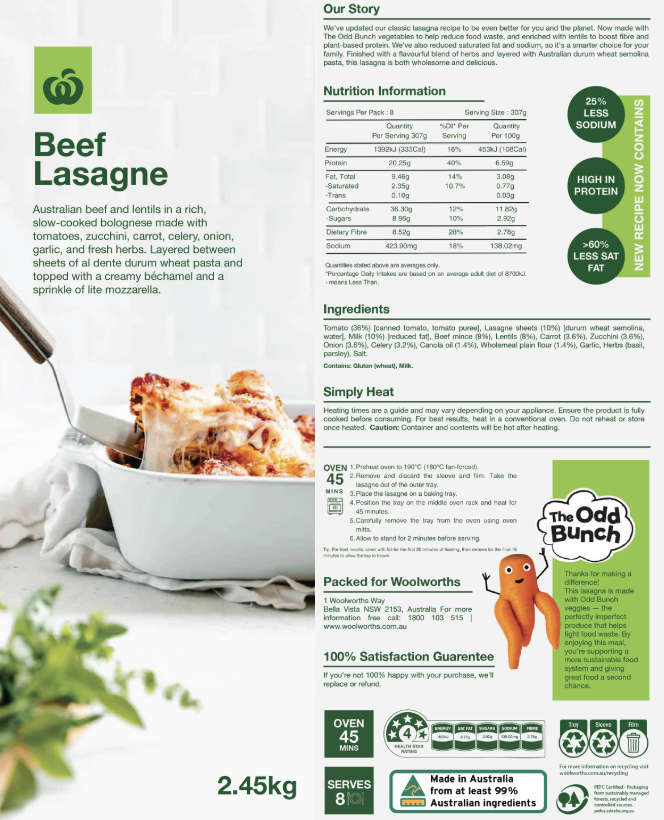 Beef
Lasagne
Australian beef and lentils in a rich,
slow-cooked bolognese made with
tomatoes, zucchini, carrot, celery, onion,
garlic, and fresh herbs. Layered between
sheets of al dente durum wheat pasta and
topped with a creamy béchamel and a
sprinkle of lite mozzarella.
2.45kg
Our Story
We've updated our classic lasagna recipe to be even better for you and the planet. Now made with
The Odd Bunch vegetables to help reduce food waste, and enriched with lentils to boost fibre and
plant-based protein. We've also reduced saturated fat and sodium, so it's a smarter choice for your
family. Finished with a flavourful blend of herbs and layered with Australian durum wheat semolina
pasta, this lasagna is both wholesome and delicious.
Nutrition Information
Servings Per Pack : 8 Serving Size : 307g
Quantity %DI* Per Quantity
Per Serving 307g Serving Per 100g
Energy 1392kJ (333Cal) 16% 453kJ (108Cal)
Protein 20.25g 40% 6.59g
Fat, Total 9.46g 14% 3.08g
-Saturated 2.35g 10.7% 0.77g
-Trans 0.10g 0.03g
Carbohydrate 36.30g 12% 11.82g
-Sugars 8.96g 10% 2.92g
Dietary Fibre 8.52g 28% 2.78g
Sodium 423.90mg 18% 138.02mg
Quantities stated above are averages only.
*Percentage Daily Intakes are based on an average adult diet of 8700kJ.
- means Less Than.
25%
LESS
SODIUM
HIGH IN
PROTEIN
>60%
LESS SAT
FAT
NEW RECIPE NOW CONTAINS
Ingredients
Tomato (36%) [canned tomato, tomato puree], Lasagne sheets (10%) [durum wheat semolina,
water], Milk (10%) [reduced fat], Beef mince (8%), Lentils (8%), Carrot (3.6%), Zucchini (3.6%),
Onion (3.6%), Celery (3.2%), Canola oil (1.4%), Wholemeal plain flour (1.4%), Garlic, Herbs (basil,
parsley), Salt.
Contains: Gluten (wheat), Milk.
Simply Heat
Heating times are a guide and may vary depending on your appliance. Ensure the product is fully
cooked before consuming. For best results, heat in a conventional oven. Do not reheat or store
once heated. Caution: Container and contents will be hot after heating.
OVEN
45
MINS
1. Preheat oven to 190°C (180°C fan-forced).
2. Remove and discard the sleeve and film. Take the
lasagne out of the outer tray.
3. Place the lasagne on a baking tray.
4. Position the tray on the middle oven rack and heat for
45 minutes.
5. Carefully remove the tray from the oven using oven
mitts.
6. Allow to stand for 2 minutes before serving.
Tip: For best results, cover with foil for the first 30 minutes of heating, then remove for the final 15
minutes to allow the top to brown.
Packed for Woolworths
1 Woolworths Way
Bella Vista NSW 2153, Australia For more
information free call: 1800 103 515 |
www.woolworths.com.au
100% Satisfaction Guarentee
If you're not 100% happy with your purchase, we'll
replace or refund.
The Odd
Bunch
Thanks for making a
difference!
This lasagna is made
with Odd Bunch
veggies — the
perfectly imperfect
produce that helps
fight food waste. By
enjoying this meal,
you're supporting a
more sustainable food
system and giving
great food a second
chance.
OVEN
45
MINS
4
HEALTH STAR
RATING
ENERGY SAT FAT SUGARS SODIUM FIBRE
453kJ 0.77g 2.92g 138.02mg 2.78g
Tray Sleeve Film
For more information on recycling visit
woolworths.com.au/recycling
SERVES
8
Made in Australia
from at least 99%
Australian ingredients
PEFC Certified - Packaging
from sustainably managed
forests, recycled and
controlled sources.
pefcaustralia.org.au